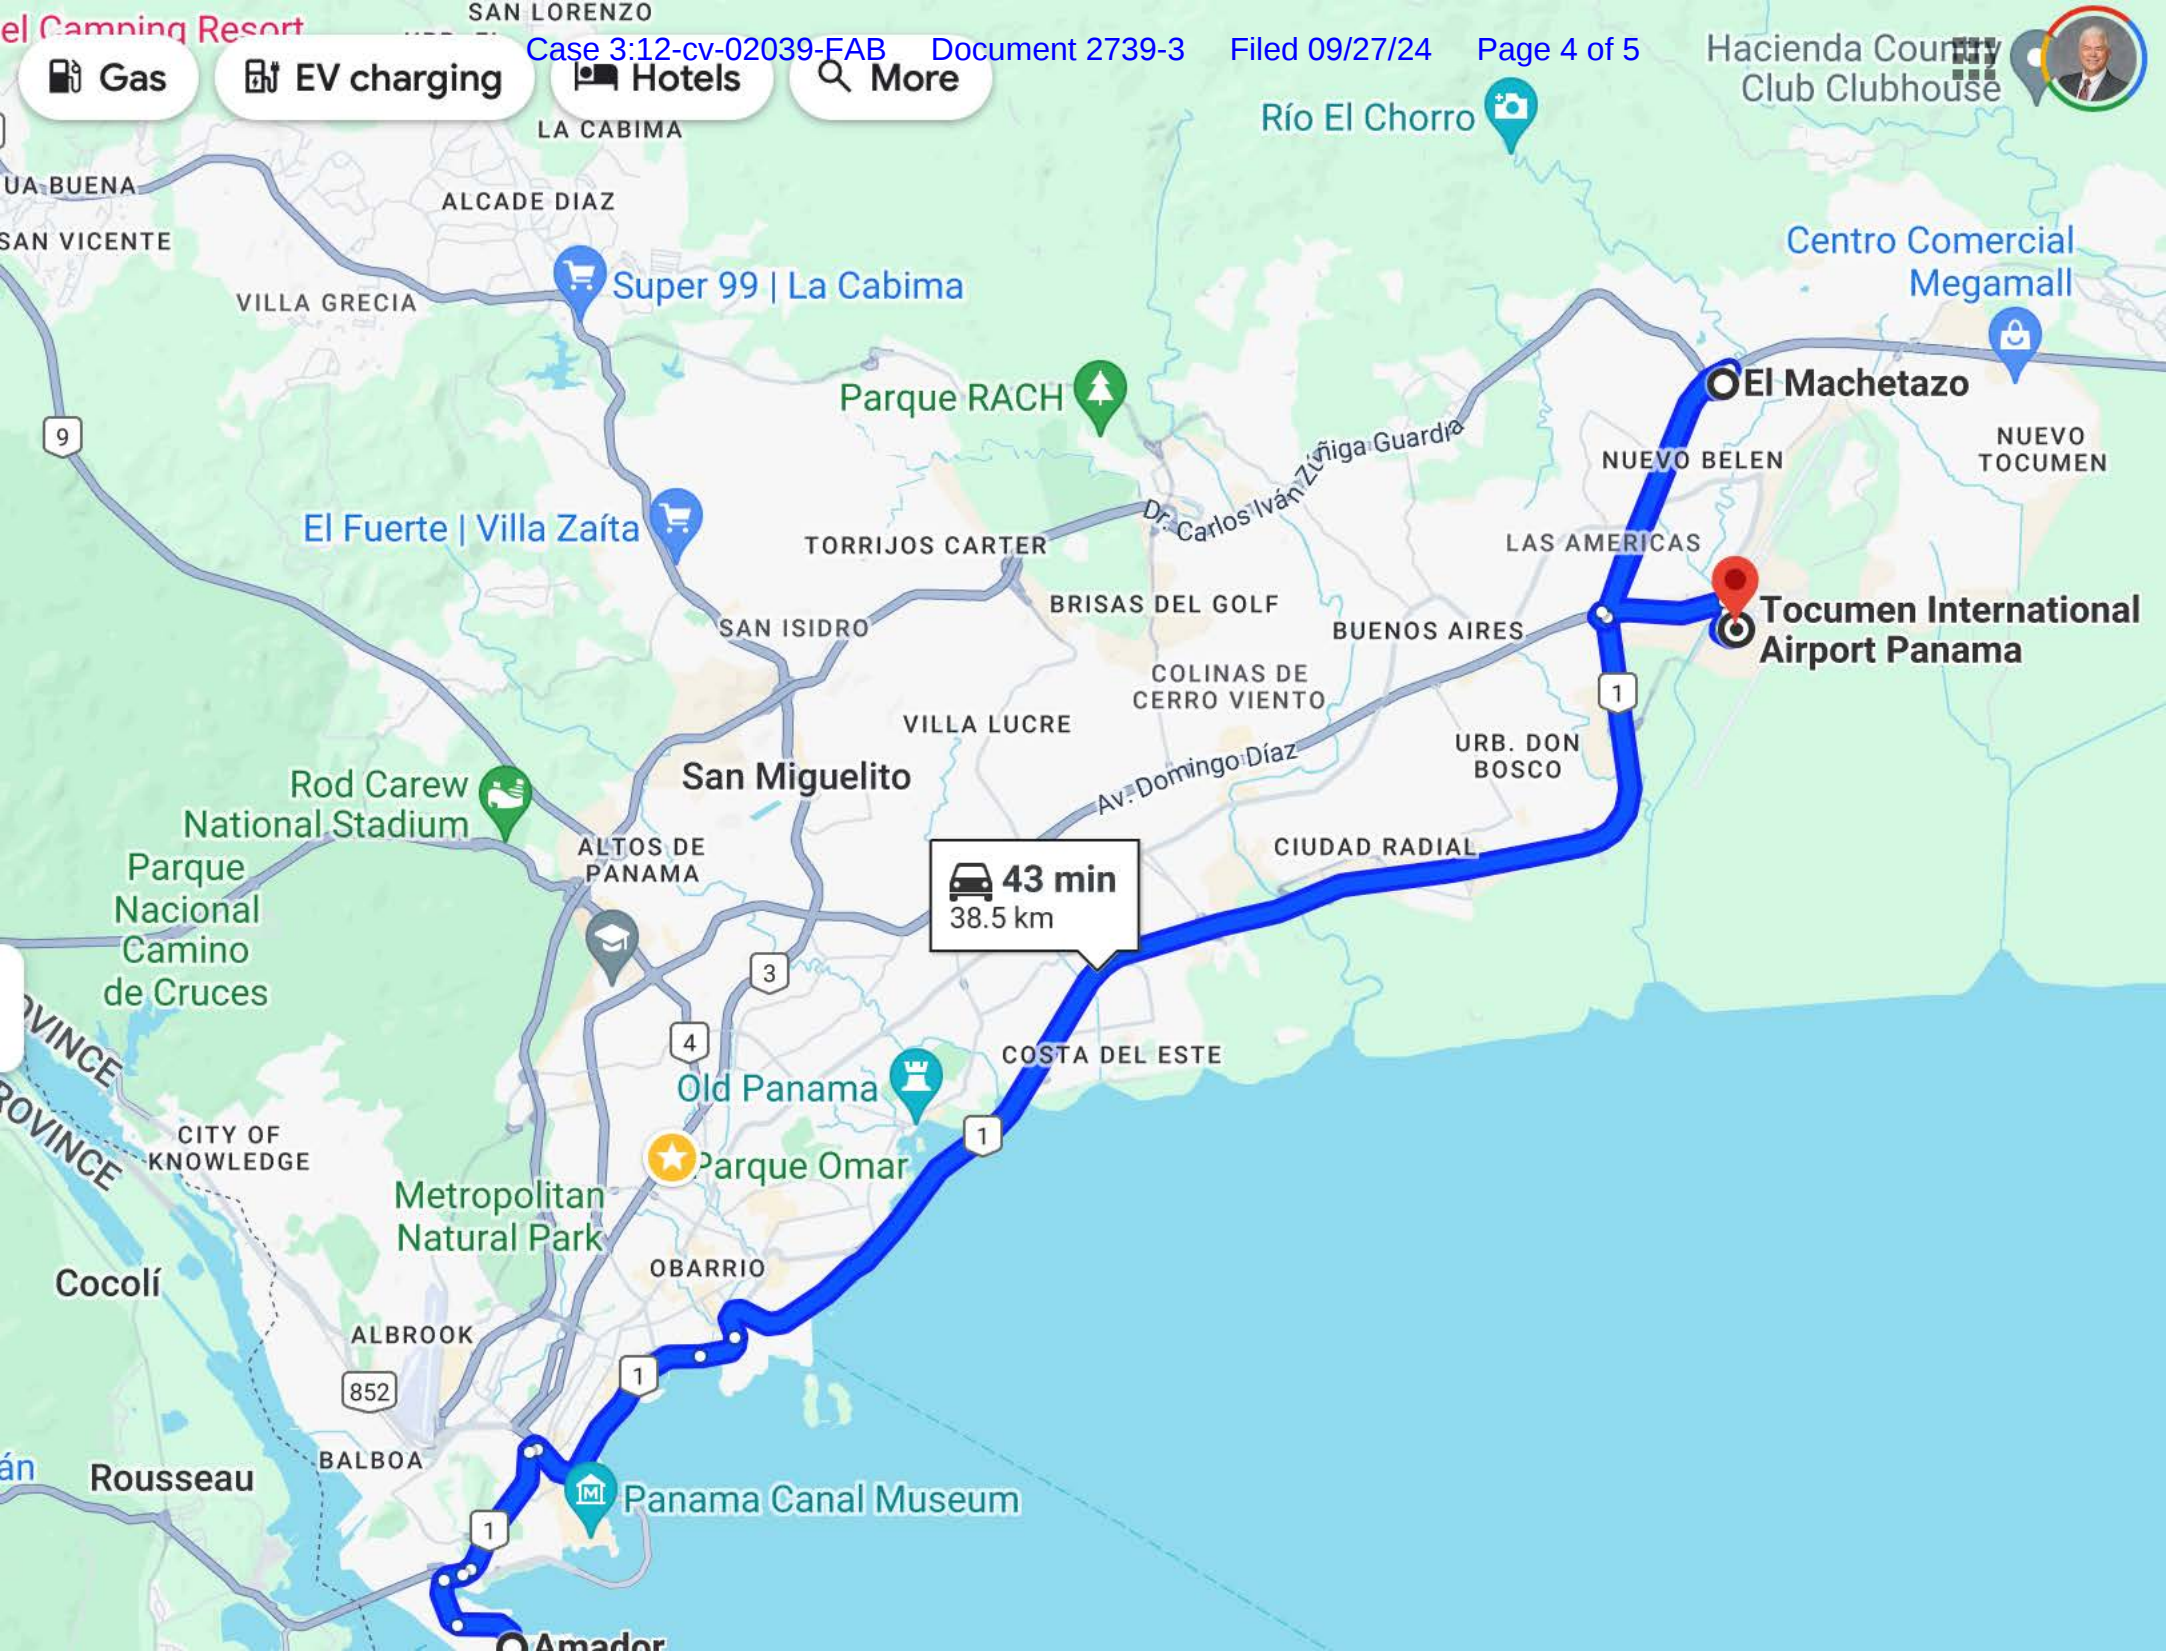 SAN LORENZO
el Camping Resort
Case 3:12-cv-02039-FAB Document 2739-3 Filed 09/27/24 Page 4 of 5
Gas
EV charging
Hotels
More
Hacienda Country
Club Clubhouse
Río El Chorro
LA CABIMA
UA BUENA
ALCADE DIAZ
SAN VICENTE
Centro Comercial
Megamall
Super 99 | La Cabima
VILLA GRECIA
Parque RACH
El Machetazo
9
Dr. Carlos Iván Zúñiga Guardia
NUEVO
TOCUMEN
NUEVO BELEN
El Fuerte | Villa Zaíta
TORRIJOS CARTER
LAS AMERICAS
BRISAS DEL GOLF
Tocumen International
Airport Panama
SAN ISIDRO
BUENOS AIRES
COLINAS DE
CERRO VIENTO
1
VILLA LUCRE
URB. DON
BOSCO
San Miguelito
Av. Domingo Díaz
Rod Carew
National Stadium
ALTOS DE
PANAMA
CIUDAD RADIAL
Parque
Nacional
Camino
de Cruces
43 min
38.5 km
3
OVINCE
ROVINCE
4
COSTA DEL ESTE
Old Panama
1
CITY OF
KNOWLEDGE
Parque Omar
Metropolitan
Natural Park
OBARRIO
Cocolí
ALBROOK
1
852
BALBOA
án
Rousseau
M
Panama Canal Museum
1
Amador